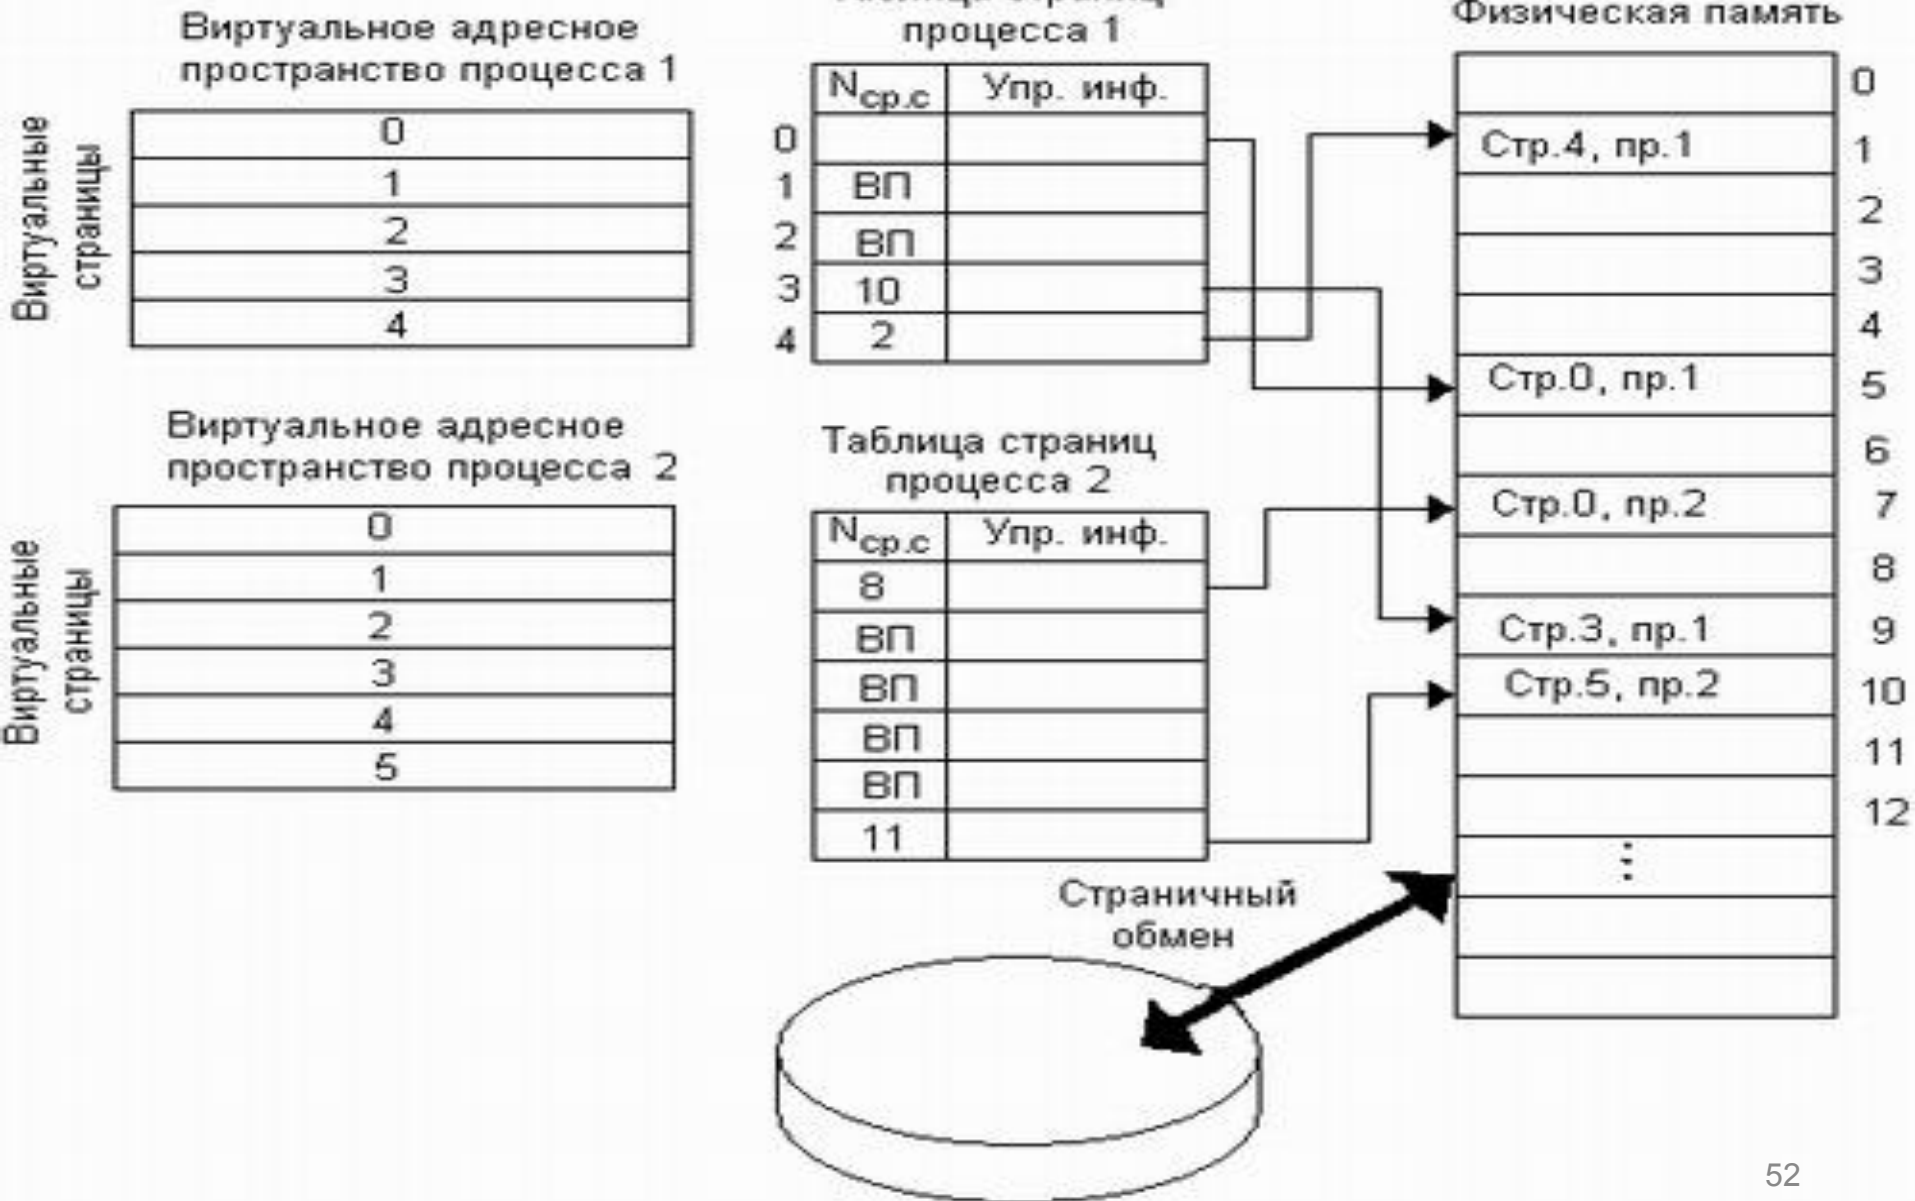 Виртуальное адресное
пространство процесса 1
Виртуальные
страницы
0
1
2
3
4
процесса 1
Nср.с Упр. инф.
0
1 ВП
2 ВП
3 10
4 2
Физическая память
0
Стр.4, пр.1 1
2
3
4
Стр.0, пр.1 5
6
Стр.0, пр.2 7
8
Стр.3, пр.1 9
Стр.5, пр.2 10
11
12
⋮
Виртуальное адресное
пространство процесса 2
Виртуальные
страницы
0
1
2
3
4
5
Таблица страниц
процесса 2
Nср.с Упр. инф.
8
ВП
ВП
ВП
ВП
11
Страничный
обмен
52